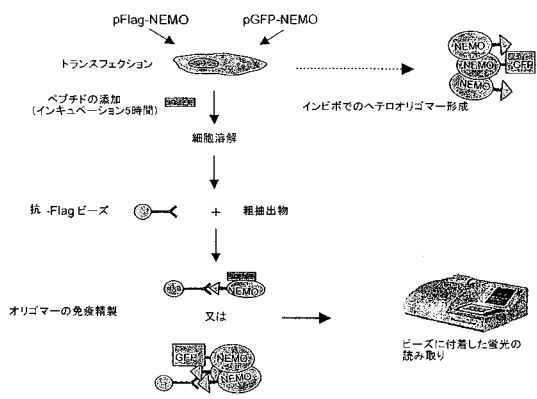 pFlag-NEMO
pGFP-NEMO
トランスフェクション
NEMO
NEMO
GFP
NEMO
ペプチドの添加
(インキュベーション5時間)
インビボでのヘテロオリゴマー形成
細胞溶解
抗 -Flagビーズ
+
粗抽出物
NEMO
オリゴマーの免疫精製
又は
ビーズに付着した蛍光の
読み取り
GFP
NEMO
NEMO